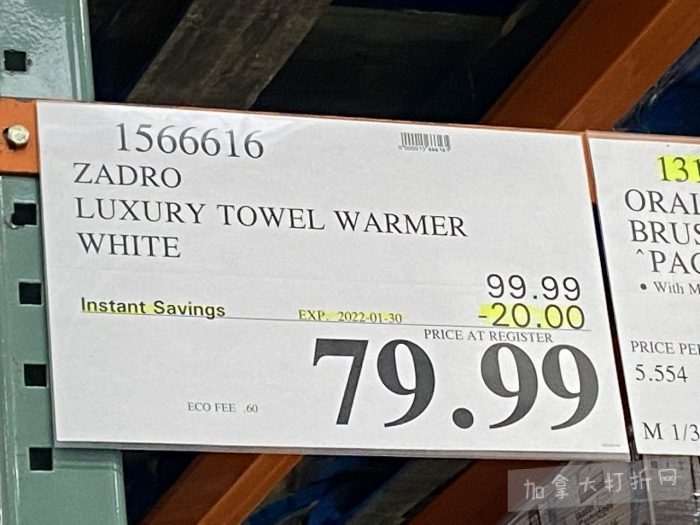 1566616
ZADRO
LUXURY TOWEL WARMER
WHITE
99.99
Instant Savings EXP. 2022-01-30 -20.00
PRICE AT REGISTER
79.99
ECO FEE .60
131
ORAL
BRUS
^PAC
• With M
PRICE PE
5.554
M 1/3
加拿大打折网